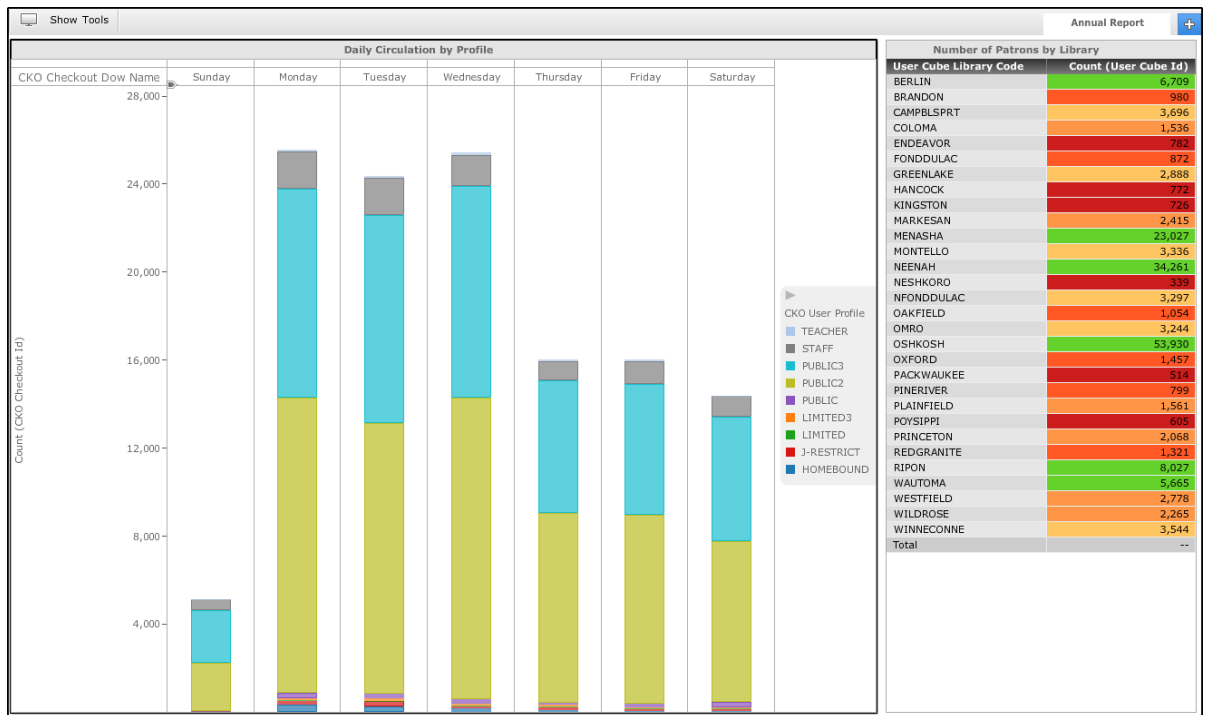 Show Tools
Annual Report
+
Daily Circulation by Profile
CKO Checkout Dow Name
Sunday
Monday
Tuesday
Wednesday
Thursday
Friday
Saturday
28,000
24,000
20,000
16,000
12,000
8,000
4,000
Count (CKO Checkout Id)
CKO User Profile
TEACHER
STAFF
PUBLIC3
PUBLIC2
PUBLIC
LIMITED3
LIMITED
J-RESTRICT
HOMEBOUND
Number of Patrons by Library
User Cube Library Code Count (User Cube Id)
BERLIN 6,709
BRANDON 980
CAMPBLSPRT 3,696
COLOMA 1,536
ENDEAVOR 782
FONDDULAC 872
GREENLAKE 2,888
HANCOCK 772
KINGSTON 726
MARKESAN 2,415
MENASHA 23,027
MONTELLO 3,336
NEENAH 34,261
NESHKORO 339
NFONDDULAC 3,297
OAKFIELD 1,054
OMRO 3,244
OSHKOSH 53,930
OXFORD 1,457
PACKWAUKEE 514
PINERIVER 799
PLAINFIELD 1,561
POYSIPPI 605
PRINCETON 2,068
REDGRANITE 1,321
RIPON 8,027
WAUTOMA 5,665
WESTFIELD 2,778
WILDROSE 2,265
WINNECONNE 3,544
Total --